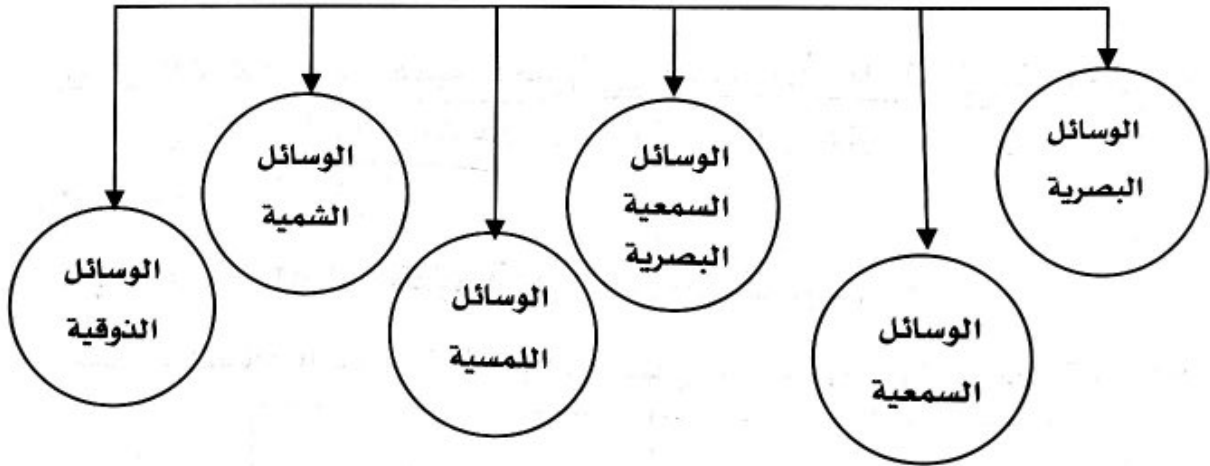 الوسائل
البصرية
الوسائل
السمعية
الوسائل
السمعية
البصرية
الوسائل
اللمسية
الوسائل
الشمية
الوسائل
الذوقية